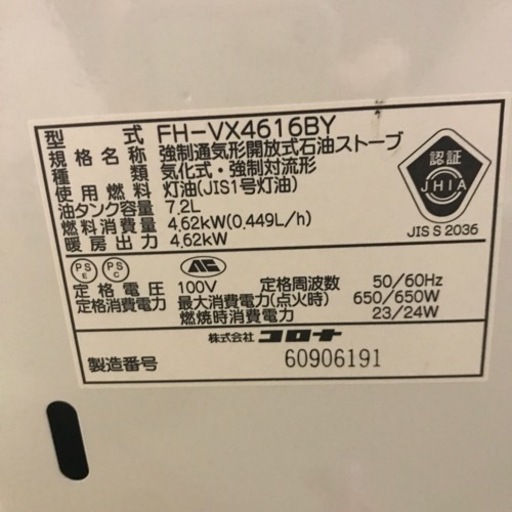 型式 FH-VX4616BY
規格名称 強制通気形開放式石油ストーブ
種類 気化式・強制対流形
使用燃料 灯油(JIS1号灯油)
油タンク容量 7.2L
燃料消費量 4.62kW(0.449L/h)
暖房出力 4.62kW
認証
JHIA
JIS S 2036
PS E PS C
定格電圧 100V 定格周波数 50/60Hz
定格消費電力 最大消費電力(点火時) 650/650W
燃焼時消費電力 23/24W
株式会社 コロナ
製造番号 60906191